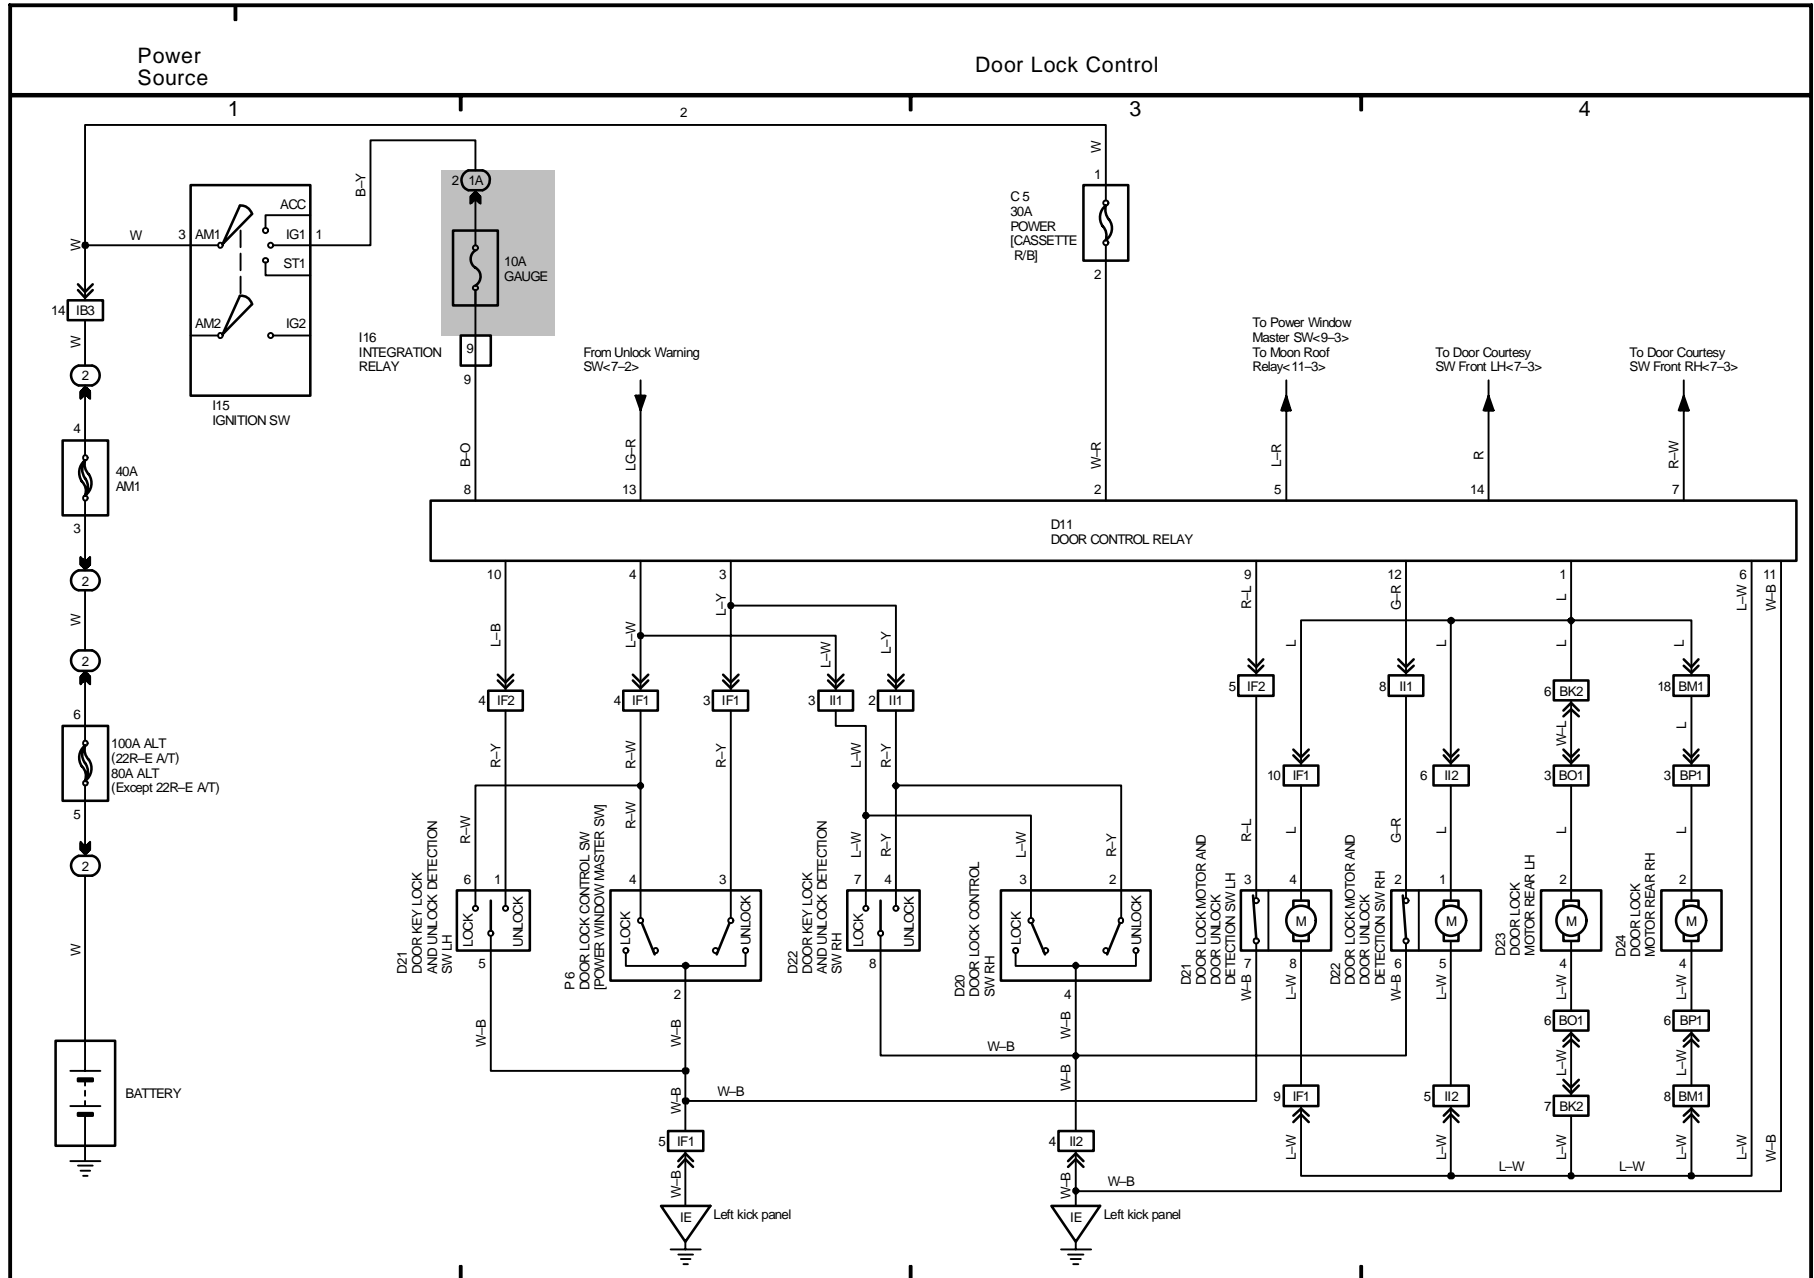 Power
Source
Door Lock Control
1
2
3
4
W
B–Y
W
W
3
AM1
ACC
IG1
1
ST1
AM2
IG2
I15
IGNITION SW
2
1A
10A
GAUGE
I16
INTEGRATION
RELAY
9
9
B–O
8
From Unlock Warning
SW<7–2>
LG–R
13
C 5
30A
POWER
[CASSETTE
R/B]
W
1
2
W–R
2
To Power Window
Master SW<9–3>
To Moon Roof
Relay<11–3>
L–R
5
To Door Courtesy
SW Front LH<7–3>
R
14
To Door Courtesy
SW Front RH<7–3>
R–W
7
14
IB3
W
2
4
40A
AM1
3
2
W
2
6
100A ALT
(22R–E A/T)
80A ALT
(Except 22R–E A/T)
5
2
W
BATTERY
D11
DOOR CONTROL RELAY
10
4
3
9
12
1
6
11
L–B
L–W
L–Y
L–W
L–Y
R–L
G–R
L
L–W
W–B
L
L
L
4
IF2
4
IF1
3
IF1
3
II1
2
II1
5
IF2
8
II1
6
BK2
18
BM1
R–Y
R–W
R–Y
L–W
R–Y
W–L
L
10
IF1
6
II2
3
BO1
3
BP1
R–W
R–W
L–W
R–Y
L–W
R–Y
R–L
L
G–R
L
L
L
D21
DOOR KEY LOCK
AND UNLOCK DETECTION
SW LH
6
1
LOCK
UNLOCK
5
P 6
DOOR LOCK CONTROL SW
[POWER WINDOW MASTER SW]
4
3
LOCK
UNLOCK
2
D22
DOOR KEY LOCK
AND UNLOCK DETECTION
SW RH
7
4
LOCK
UNLOCK
8
D20
DOOR LOCK CONTROL
SW RH
3
2
LOCK
UNLOCK
4
D21
DOOR LOCK MOTOR AND
DOOR UNLOCK
DETECTION SW LH
3
4
M
7
8
D22
DOOR LOCK MOTOR AND
DOOR UNLOCK
DETECTION SW RH
2
1
M
6
5
D23
DOOR LOCK
MOTOR REAR LH
2
M
4
D24
DOOR LOCK
MOTOR REAR RH
2
M
4
W–B
W–B
W–B
W–B
L–W
W–B
L–W
L–W
L–W
6
BO1
6
BP1
W–B
W–B
W–B
W–B
L–W
L–W
9
IF1
5
II2
7
BK2
8
BM1
5
IF1
4
II2
W–B
W–B
L–W
L–W
L–W
L–W
L–W
W–B
L–W
L–W
W–B
IE
Left kick panel
IE
Left kick panel